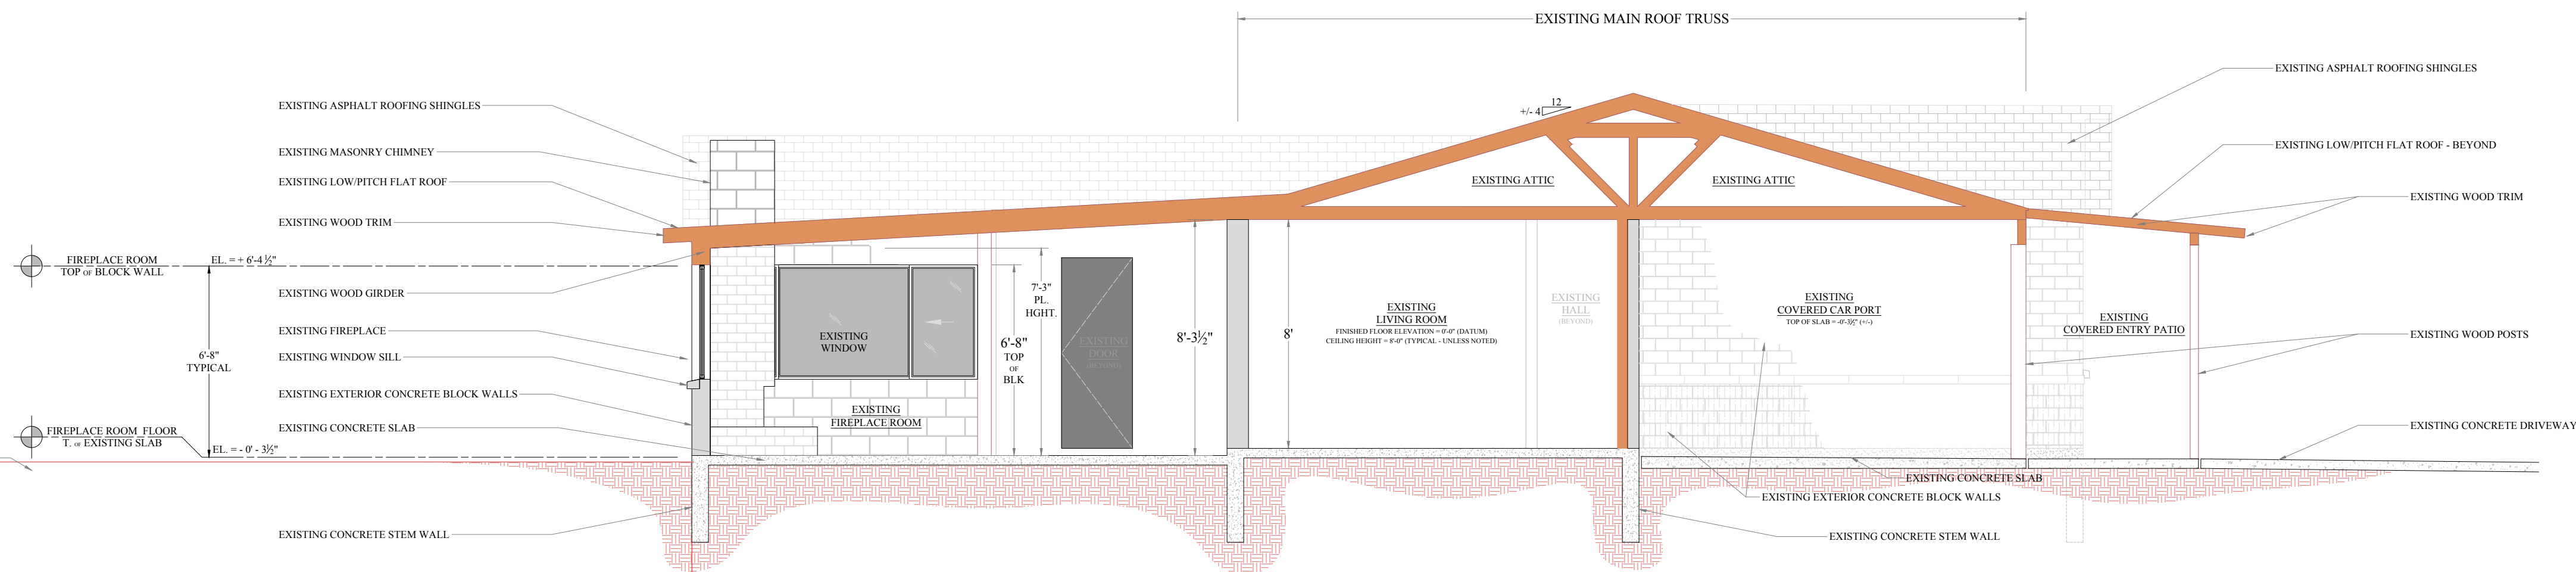 EXISTING MAIN ROOF TRUSS
EXISTING ASPHALT ROOFING SHINGLES
EXISTING MASONRY CHIMNEY
EXISTING LOW/PITCH FLAT ROOF
EXISTING WOOD TRIM
FIREPLACE ROOM
TOP OF BLOCK WALL
EL. = + 6'-4 ½"
EXISTING WOOD GIRDER
EXISTING FIREPLACE
EXISTING WINDOW SILL
6'-8"
TYPICAL
EXISTING EXTERIOR CONCRETE BLOCK WALLS
EXISTING CONCRETE SLAB
FIREPLACE ROOM FLOOR
T. OF EXISTING SLAB
EL. = - 0' - 3½"
EXISTING CONCRETE STEM WALL
EXISTING
WINDOW
EXISTING
FIREPLACE ROOM
6'-8"
TOP
OF
BLK
7'-3"
PL.
HGHT.
EXISTING
DOOR
(BEYOND)
8'-3½"
8'
12
+/- 4
EXISTING ATTIC
EXISTING ATTIC
EXISTING
LIVING ROOM
FINISHED FLOOR ELEVATION = 0'-0" (DATUM)
CEILING HEIGHT = 8'-0" (TYPICAL - UNLESS NOTED)
EXISTING
HALL
(BEYOND)
EXISTING
COVERED CAR PORT
TOP OF SLAB = -0'-3½" (+/-)
EXISTING
COVERED ENTRY PATIO
EXISTING ASPHALT ROOFING SHINGLES
EXISTING LOW/PITCH FLAT ROOF - BEYOND
EXISTING WOOD TRIM
EXISTING WOOD POSTS
EXISTING CONCRETE DRIVEWAY
EXISTING CONCRETE SLAB
EXISTING EXTERIOR CONCRETE BLOCK WALLS
EXISTING CONCRETE STEM WALL